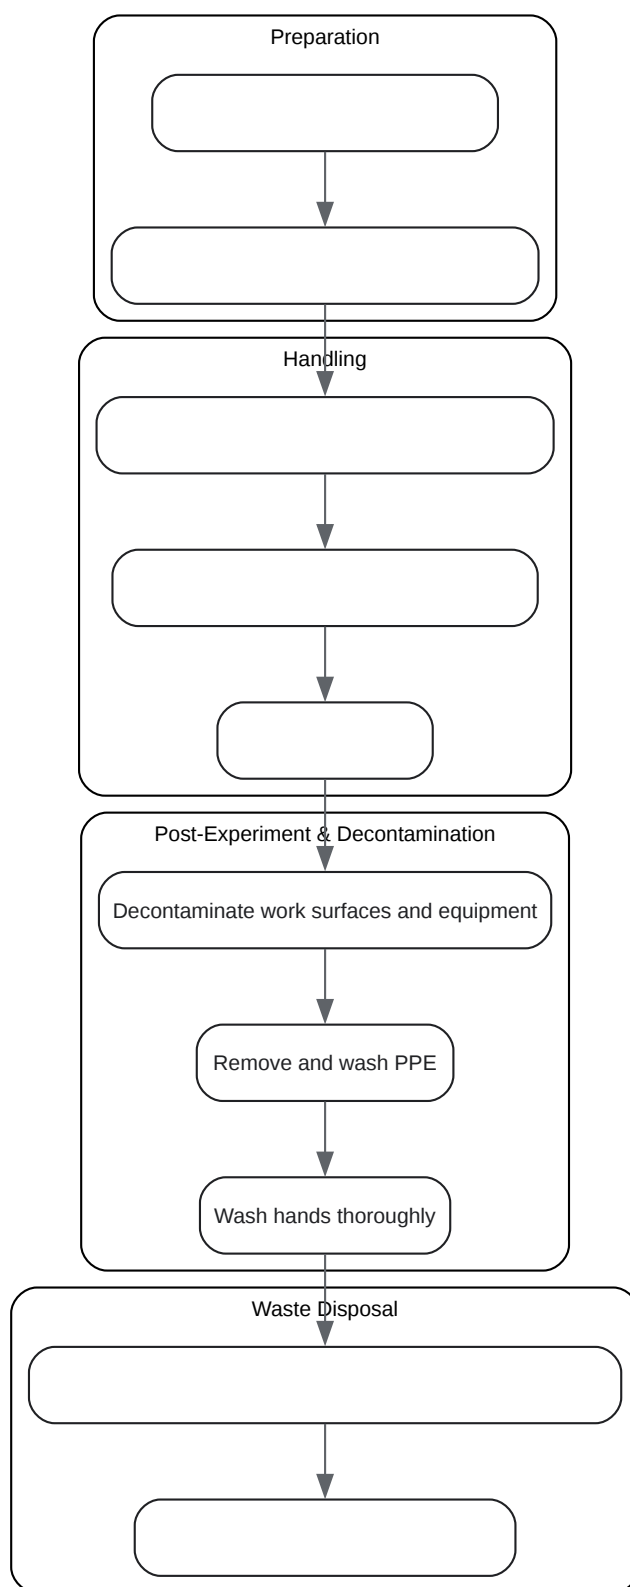 Preparation
Handling
Post-Experiment & Decontamination
Decontaminate work surfaces and equipment
Remove and wash PPE
Wash hands thoroughly
Waste Disposal